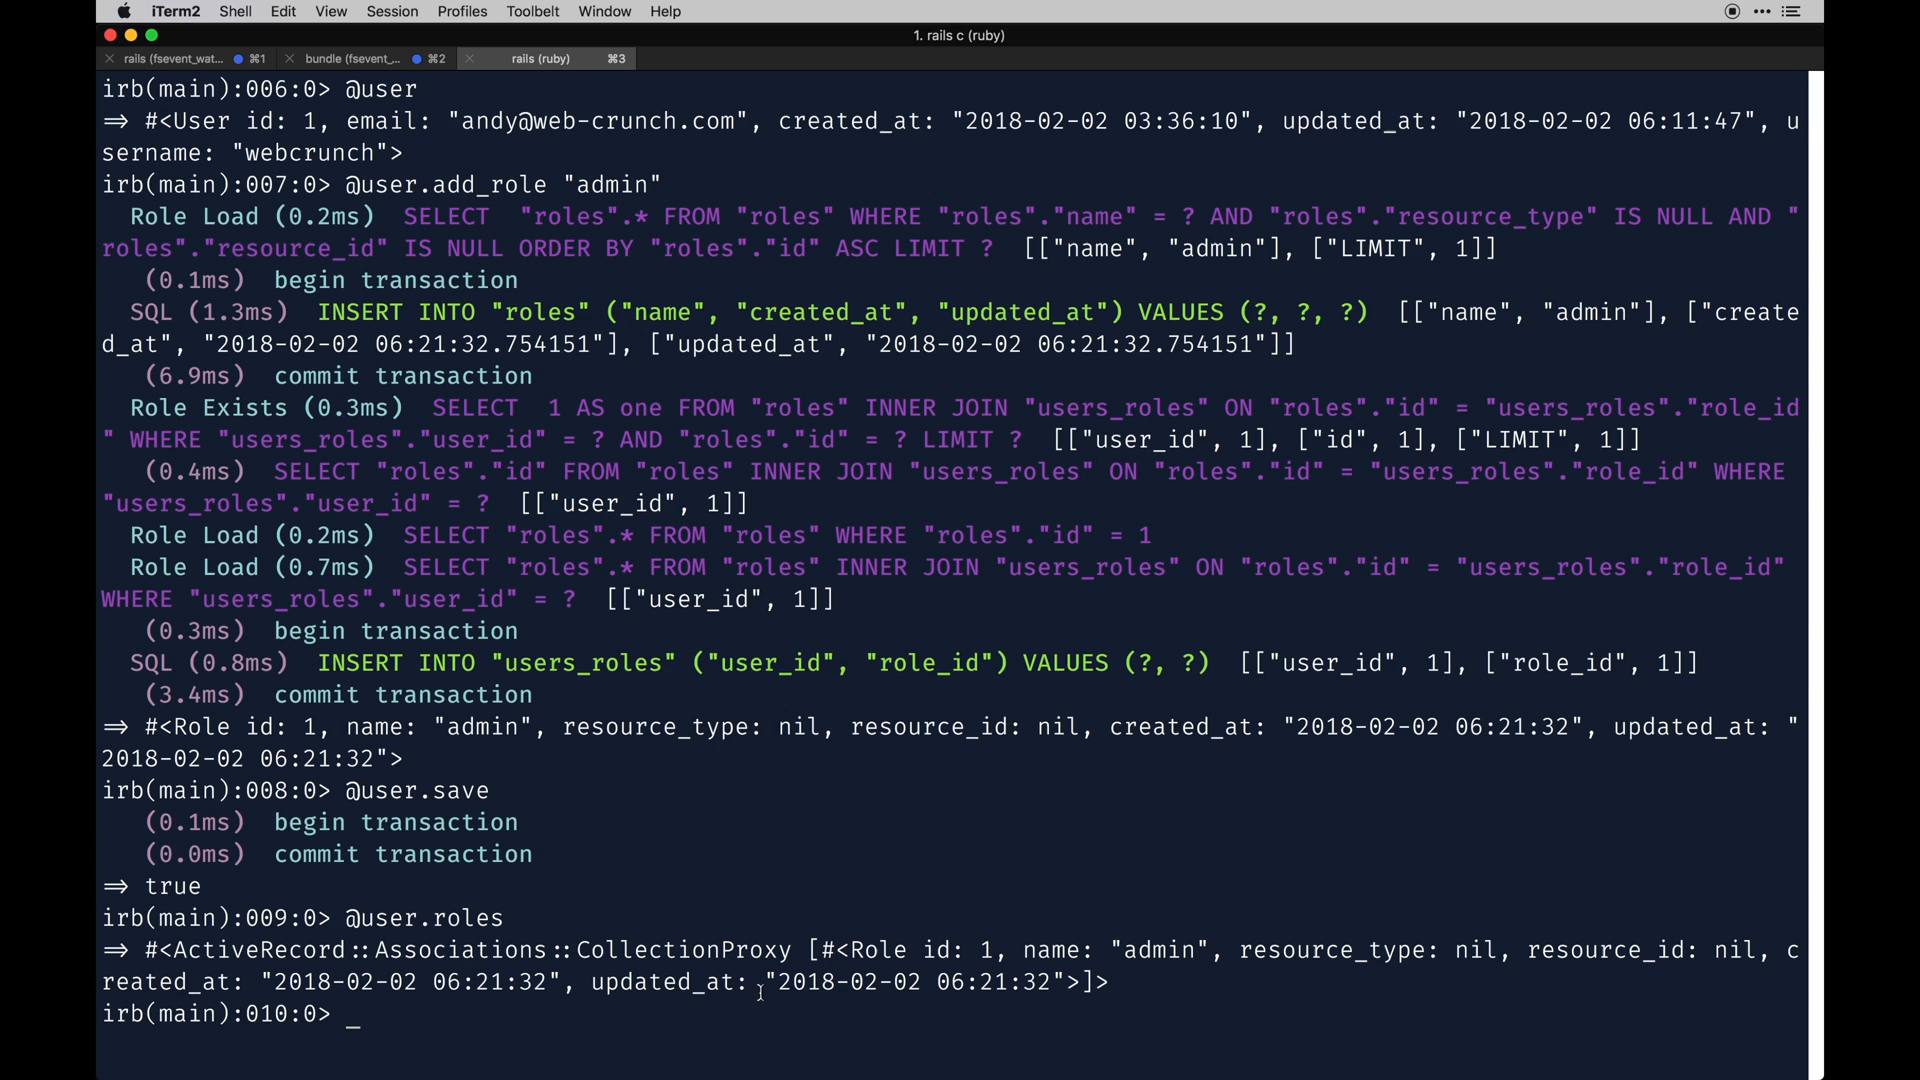 iTerm2 Shell Edit View Session Profiles Toolbelt Window Help
1. rails c (ruby)
rails (fsevent_wat... ⌘1 bundle (fsevent_... ⌘2 rails (ruby) ⌘3
irb(main):006:0> @user
=> #<User id: 1, email: "andy@web-crunch.com", created_at: "2018-02-02 03:36:10", updated_at: "2018-02-02 06:11:47", u
sername: "webcrunch">
irb(main):007:0> @user.add_role "admin"
Role Load (0.2ms)  SELECT  "roles".* FROM "roles" WHERE "roles"."name" = ? AND "roles"."resource_type" IS NULL AND "
roles"."resource_id" IS NULL ORDER BY "roles"."id" ASC LIMIT ?  [["name", "admin"], ["LIMIT", 1]]
(0.1ms)  begin transaction
SQL (1.3ms)  INSERT INTO "roles" ("name", "created_at", "updated_at") VALUES (?, ?, ?)  [["name", "admin"], ["create
d_at", "2018-02-02 06:21:32.754151"], ["updated_at", "2018-02-02 06:21:32.754151"]]
(6.9ms)  commit transaction
Role Exists (0.3ms)  SELECT  1 AS one FROM "roles" INNER JOIN "users_roles" ON "roles"."id" = "users_roles"."role_id
" WHERE "users_roles"."user_id" = ? AND "roles"."id" = ? LIMIT ?  [["user_id", 1], ["id", 1], ["LIMIT", 1]]
(0.4ms)  SELECT "roles"."id" FROM "roles" INNER JOIN "users_roles" ON "roles"."id" = "users_roles"."role_id" WHERE
"users_roles"."user_id" = ?  [["user_id", 1]]
Role Load (0.2ms)  SELECT "roles".* FROM "roles" WHERE "roles"."id" = 1
Role Load (0.7ms)  SELECT "roles".* FROM "roles" INNER JOIN "users_roles" ON "roles"."id" = "users_roles"."role_id"
WHERE "users_roles"."user_id" = ?  [["user_id", 1]]
(0.3ms)  begin transaction
SQL (0.8ms)  INSERT INTO "users_roles" ("user_id", "role_id") VALUES (?, ?)  [["user_id", 1], ["role_id", 1]]
(3.4ms)  commit transaction
=> #<Role id: 1, name: "admin", resource_type: nil, resource_id: nil, created_at: "2018-02-02 06:21:32", updated_at: "
2018-02-02 06:21:32">
irb(main):008:0> @user.save
(0.1ms)  begin transaction
(0.0ms)  commit transaction
=> true
irb(main):009:0> @user.roles
=> #<ActiveRecord::Associations::CollectionProxy [#<Role id: 1, name: "admin", resource_type: nil, resource_id: nil, c
reated_at: "2018-02-02 06:21:32", updated_at: "2018-02-02 06:21:32">]>
irb(main):010:0> _